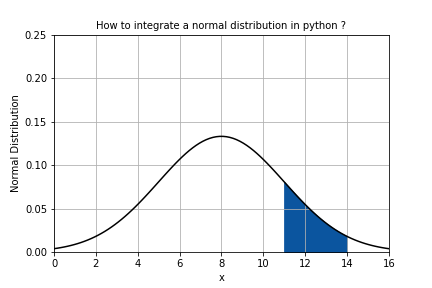 How to integrate a normal distribution in python ?
0.25
0.20
0.15
0.10
0.05
0.00
Normal Distribution
0 2 4 6 8 10 12 14 16
x